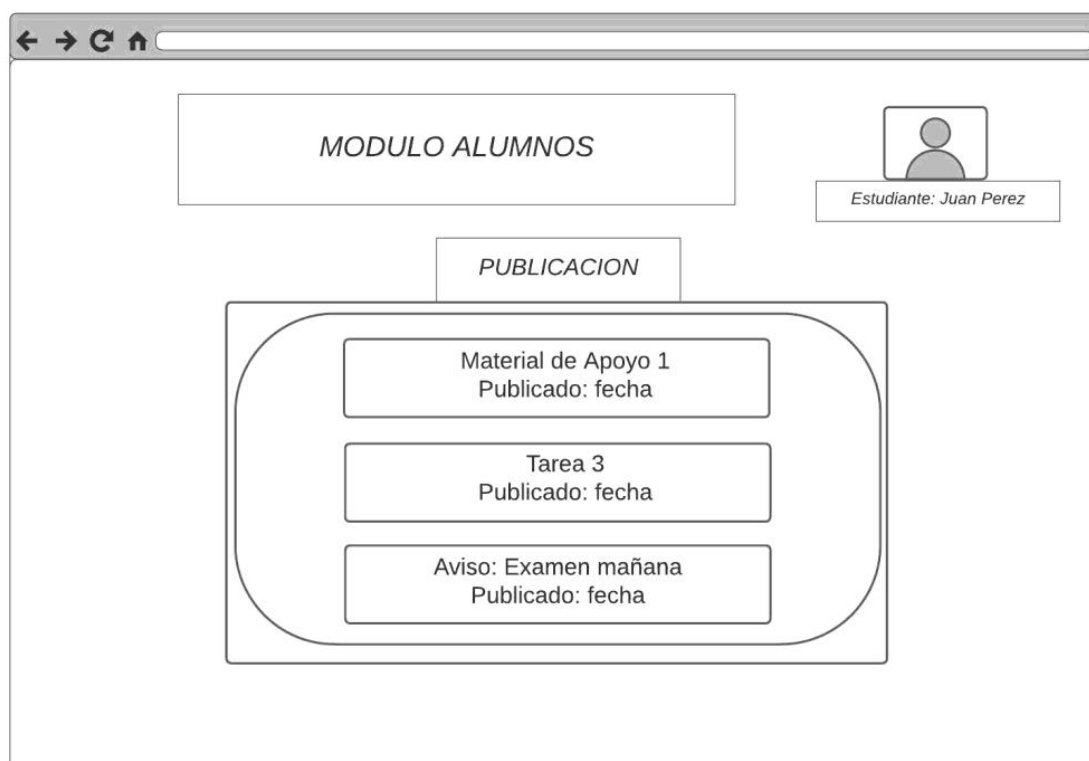 MODULO ALUMNOS
Estudiante: Juan Perez
PUBLICACION
Material de Apoyo 1
Publicado: fecha
Tarea 3
Publicado: fecha
Aviso: Examen mañana
Publicado: fecha